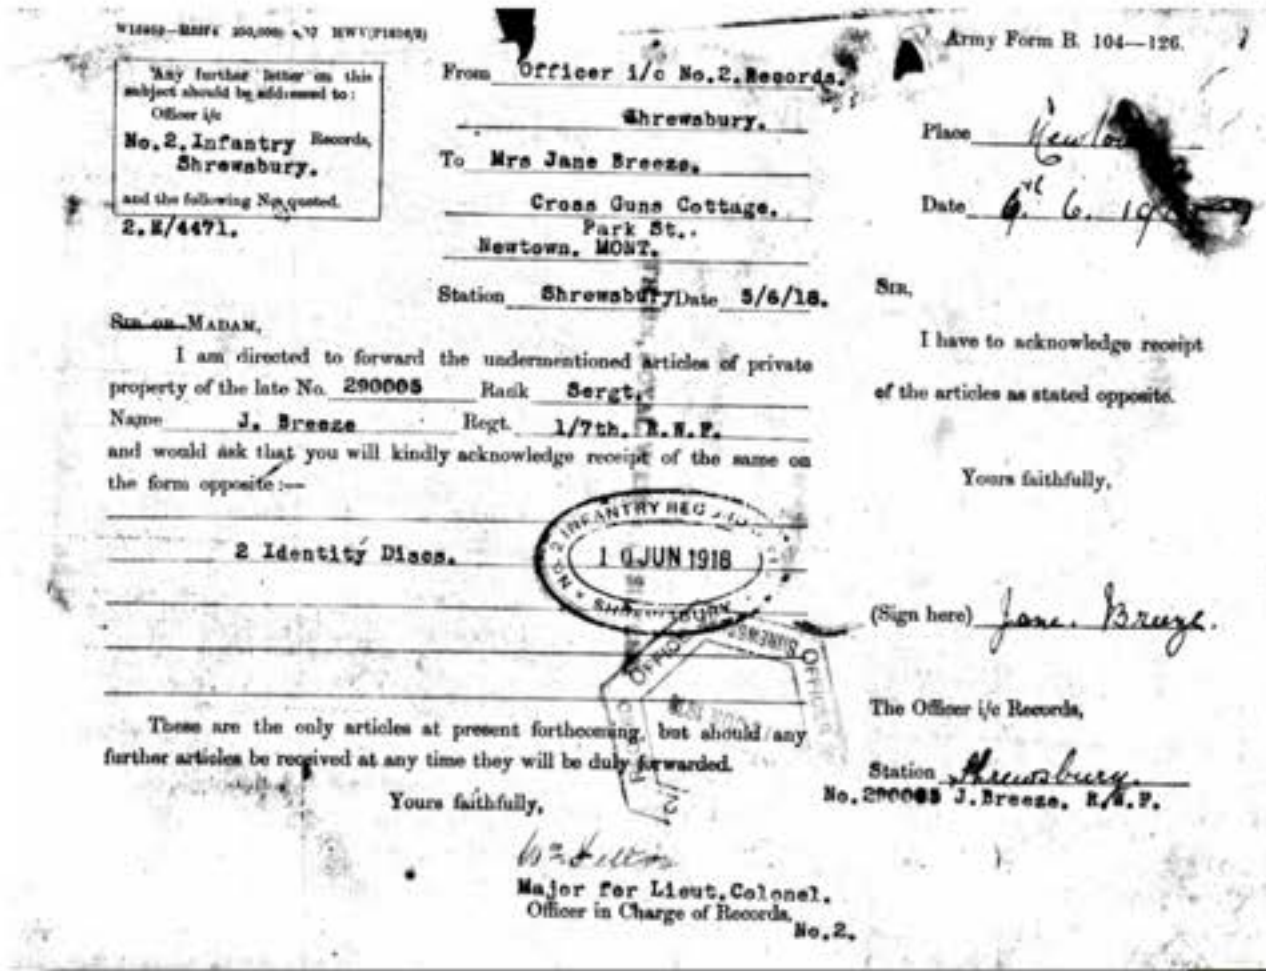 Army Form B. 104—126.
Any further letter on this
subject should be addressed to:
Officer i/c
No.2. Infantry Records,
Shrewsbury.
and the following No. quoted.
2.E/4471.
From Officer i/c No.2.Records.
Shrewsbury.
To Mrs Jane Breeze.
Cross Guns Cottage.
Park St..
Newtown. MONT.
Station Shrewsbury Date 5/6/18.
SIR OR MADAM,
I am directed to forward the undermentioned articles of private
property of the late No. 290005 Rank Sergt.
Name J. Breeze Regt. 1/7th. R.W.F.
and would ask that you will kindly acknowledge receipt of the same on
the form opposite:—
2 Identity Discs.
NO. 2 INFANTRY
10 JUN 1918
SHREWSBURY
These are the only articles at present forthcoming, but should any
further articles be received at any time they will be duly forwarded.
Yours faithfully,
Major for Lieut.Colonel.
Officer in Charge of Records,
No.2.
Place
Date 6.
SIR,
I have to acknowledge receipt
of the articles as stated opposite.
Yours faithfully,
(Sign here) Jane. Breeze.
The Officer i/c Records,
Station Shrewsbury.
No. 290005 J.Breeze. R.W.F.